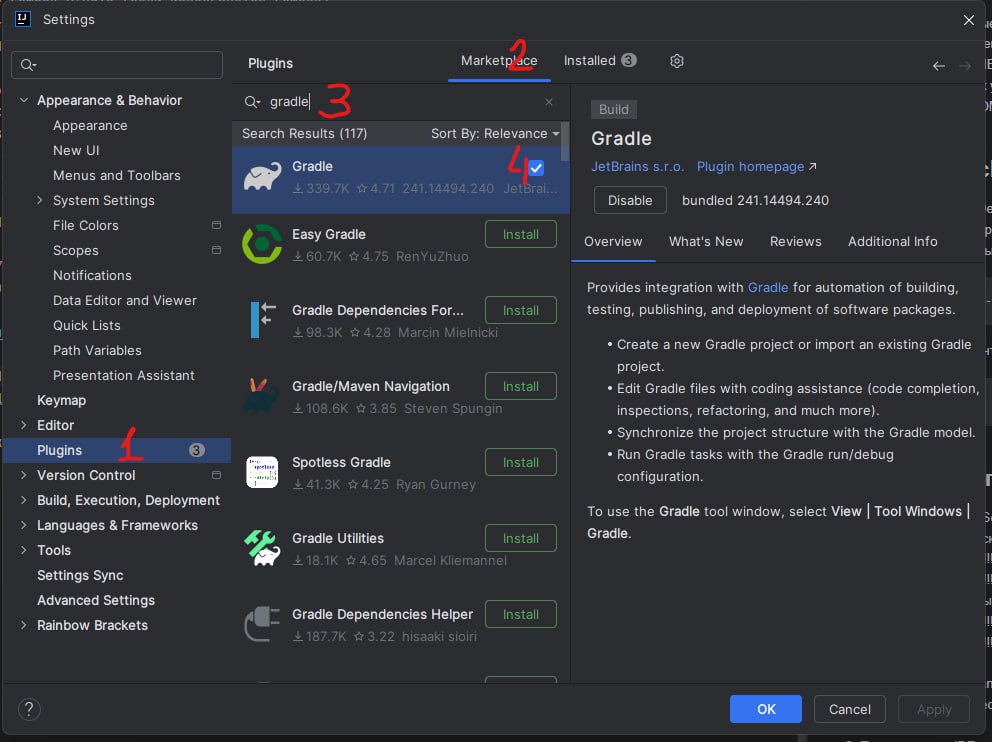 Settings
Plugins
Marketplace
2
Installed 3
Appearance & Behavior
Appearance
New UI
Menus and Toolbars
System Settings
File Colors
Scopes
Notifications
Data Editor and Viewer
Quick Lists
Path Variables
Presentation Assistant
Keymap
Editor
Plugins 3
1
Version Control
Build, Execution, Deployment
Languages & Frameworks
Tools
Settings Sync
Advanced Settings
Rainbow Brackets
gradle
3
Search Results (117)
Sort By: Relevance
Gradle
4
339.7K 4.71 241.14494.240 JetBrai...
Easy Gradle
Install
60.7K 4.75 RenYuZhuo
Gradle Dependencies For...
Install
98.3K 4.28 Marcin Mielnicki
Gradle/Maven Navigation
Install
108.6K 3.85 Steven Spungin
Spotless Gradle
Install
41.3K 4.25 Ryan Gurney
Gradle Utilities
Install
18.1K 4.65 Marcel Kliemannel
Gradle Dependencies Helper
Install
187.7K 3.22 hisaaki sioiri
Build
Gradle
JetBrains s.r.o. Plugin homepage ↗
Disable
bundled 241.14494.240
Overview
What's New
Reviews
Additional Info
Provides integration with Gradle for automation of building,
testing, publishing, and deployment of software packages.
• Create a new Gradle project or import an existing Gradle
project.
• Edit Gradle files with coding assistance (code completion,
inspections, refactoring, and much more).
• Synchronize the project structure with the Gradle model.
• Run Gradle tasks with the Gradle run/debug
configuration.
To use the Gradle tool window, select View | Tool Windows |
Gradle.
?
OK
Cancel
Apply